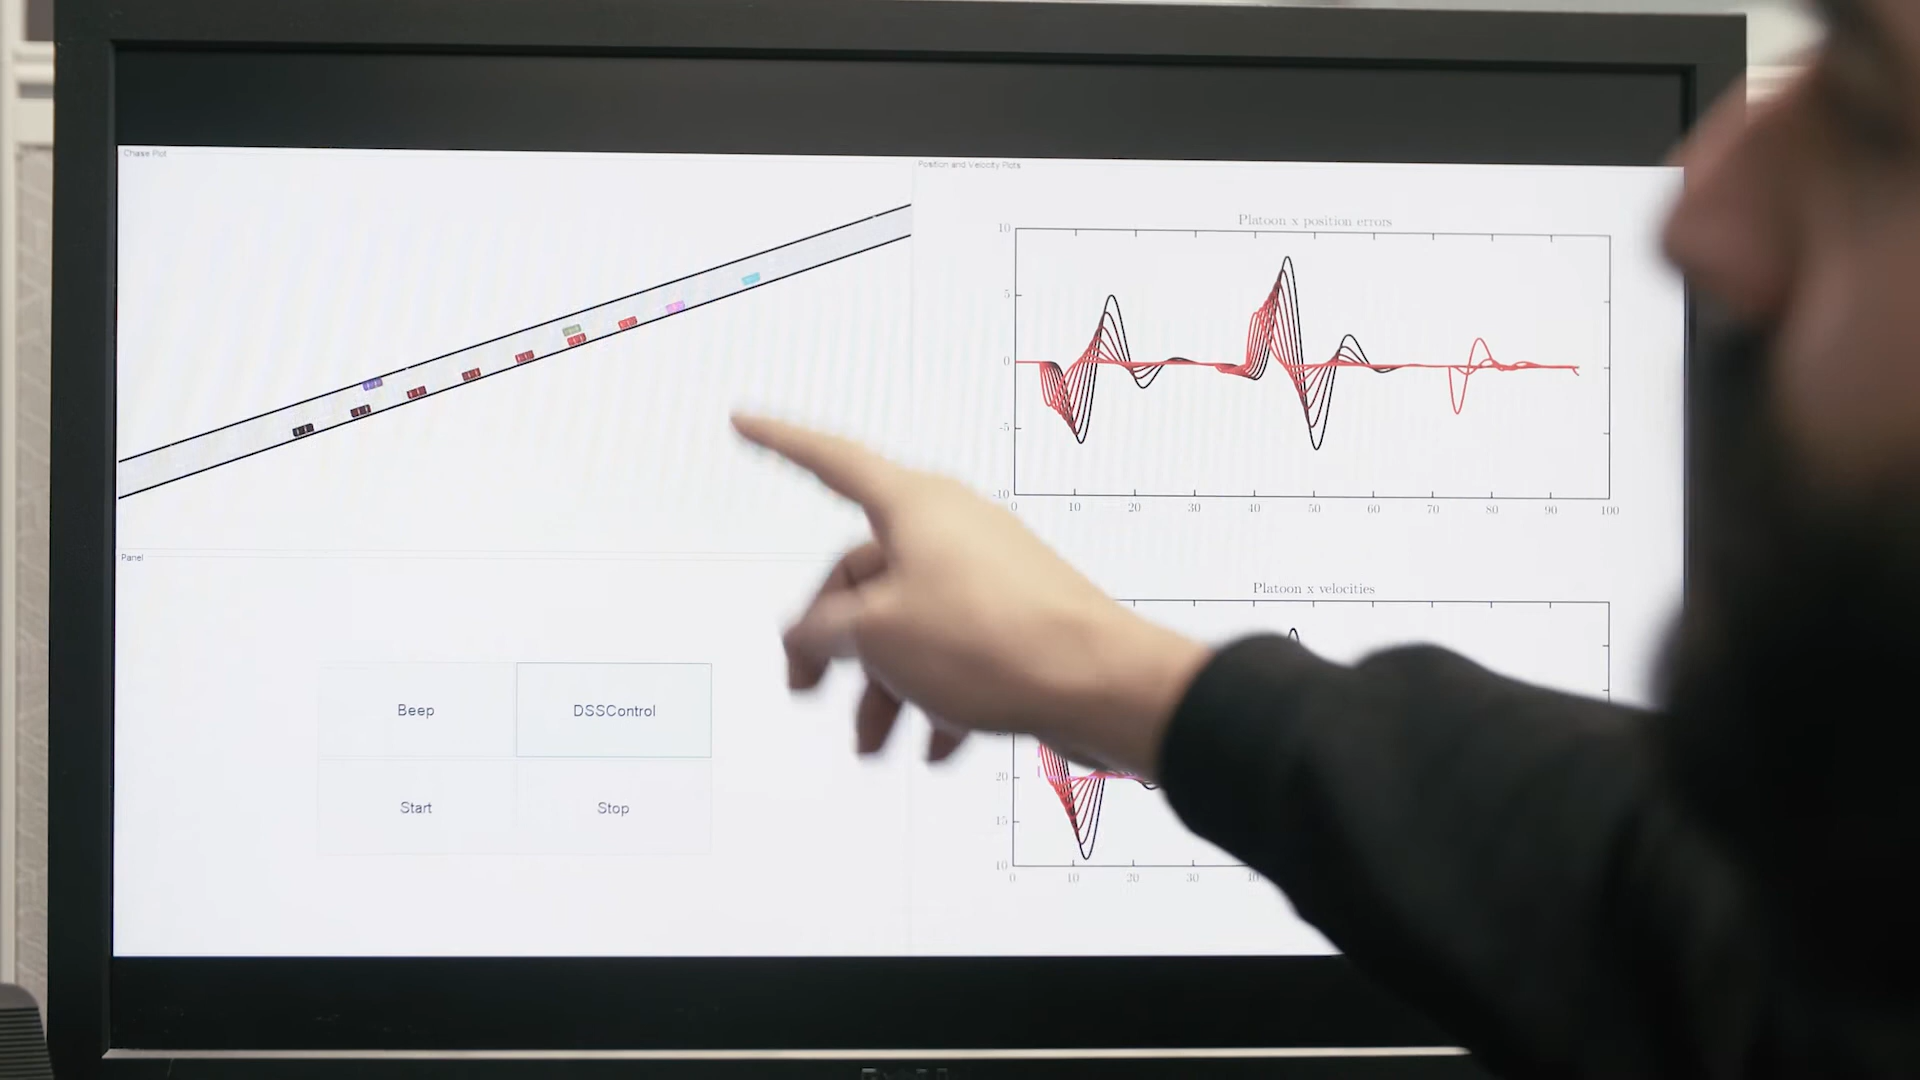 Chase Plot
Position and Velocity Plots
Platoon x position errors
10
5
0
-5
-10
0 10 20 30 40 50 60 70 80 90 100
Panel
Beep
DSSControl
Start
Stop
Platoon x velocities
20
15
10
0 10 20 30 40